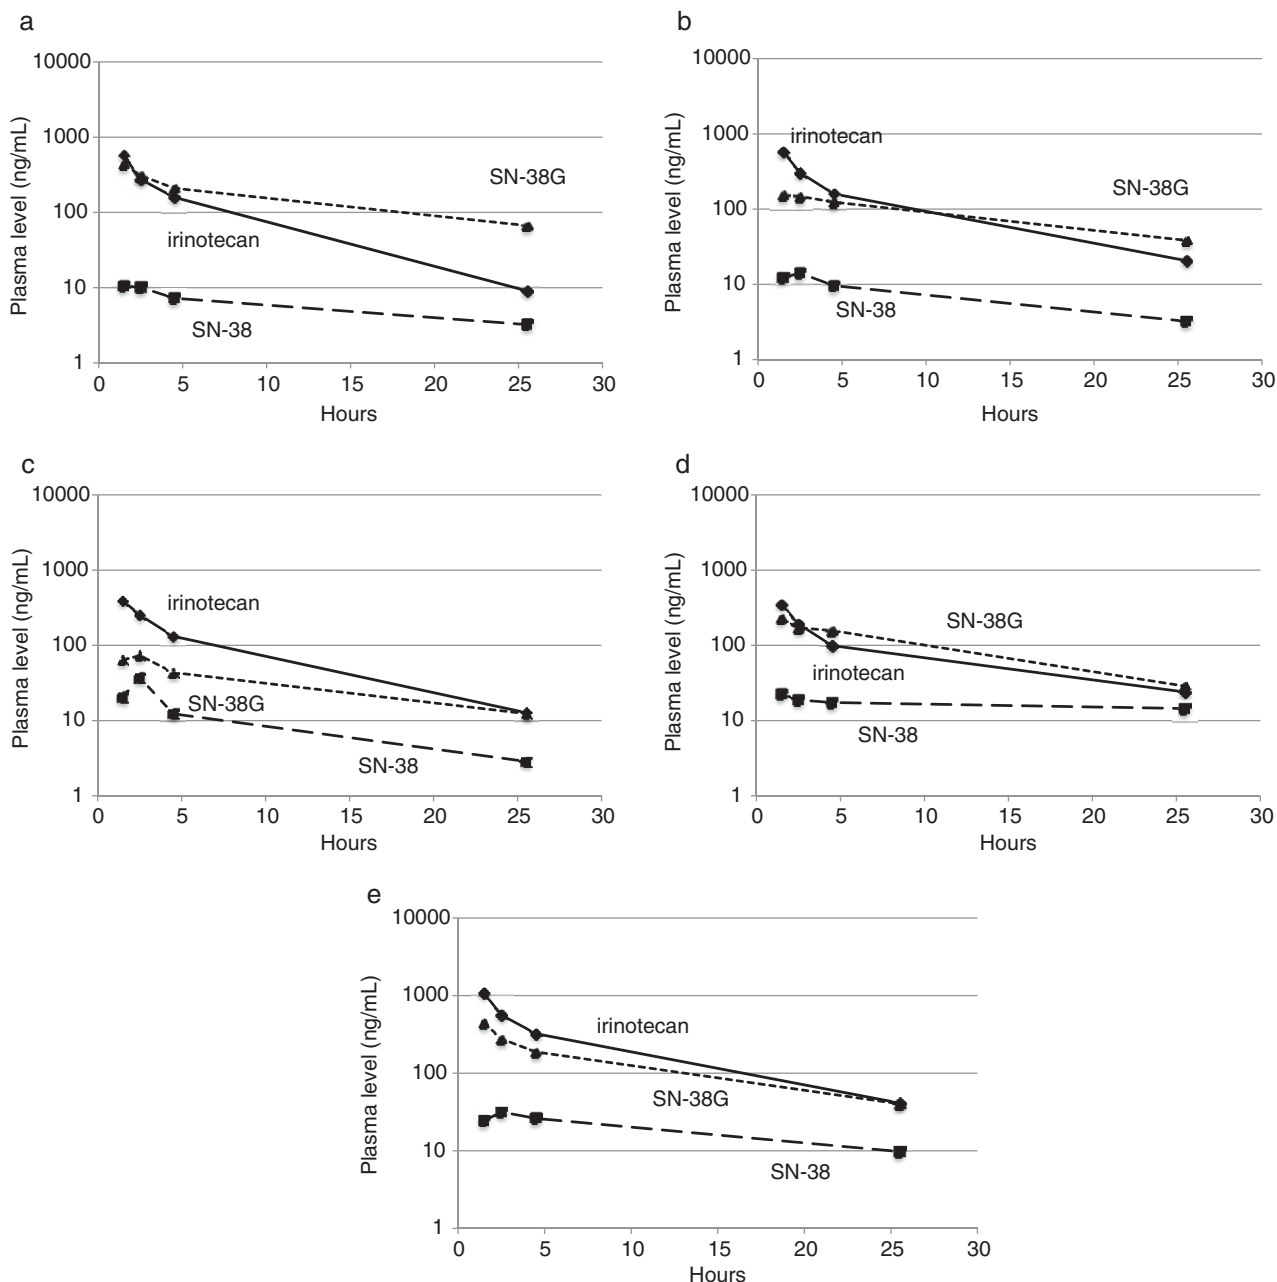 a
10000
1000
100
10
1
0 5 10 15 20 25 30
Plasma level (ng/mL)
Hours
SN-38G
irinotecan
SN-38
b
10000
1000
100
10
1
0 5 10 15 20 25 30
Plasma level (ng/mL)
Hours
irinotecan
SN-38G
SN-38
c
10000
1000
100
10
1
0 5 10 15 20 25 30
Plasma level (ng/mL)
Hours
irinotecan
SN-38G
SN-38
d
10000
1000
100
10
1
0 5 10 15 20 25 30
Plasma level (ng/mL)
Hours
SN-38G
irinotecan
SN-38
e
10000
1000
100
10
1
0 5 10 15 20 25 30
Plasma level (ng/mL)
Hours
irinotecan
SN-38G
SN-38